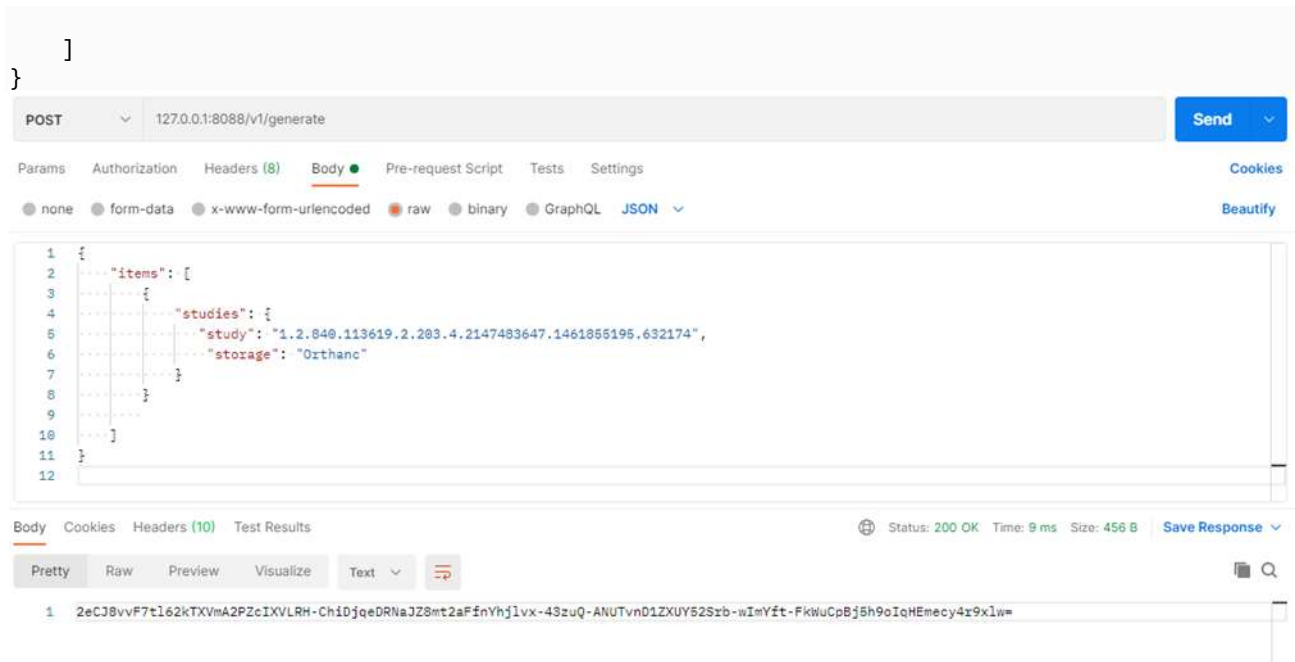 ]
}
POST 127.0.0.1:8088/v1/generate Send
Params Authorization Headers (8) Body Pre-request Script Tests Settings Cookies
none form-data x-www-form-urlencoded raw binary GraphQL JSON Beautify
1 {
2 "items": [
3 {
4 "studies": {
5 "study": "1.2.840.113619.2.203.4.2147483647.1461855195.632174",
6 "storage": "Orthanc"
7 }
8 }
9
10 ]
11 }
12
Body Cookies Headers (10) Test Results Status: 200 OK Time: 9 ms Size: 456 B Save Response
Pretty Raw Preview Visualize Text
1 2eCJ8vvF7tl62kTXVmA2PZcIXVLRH-ChiDjqeDRNaJZ8mt2aFfnYhjlvx-43zuQ-ANUTvnD1ZXUY52Srb-wImYft-FkWuCpBj5h9oIqHEmecy4r9xlw=